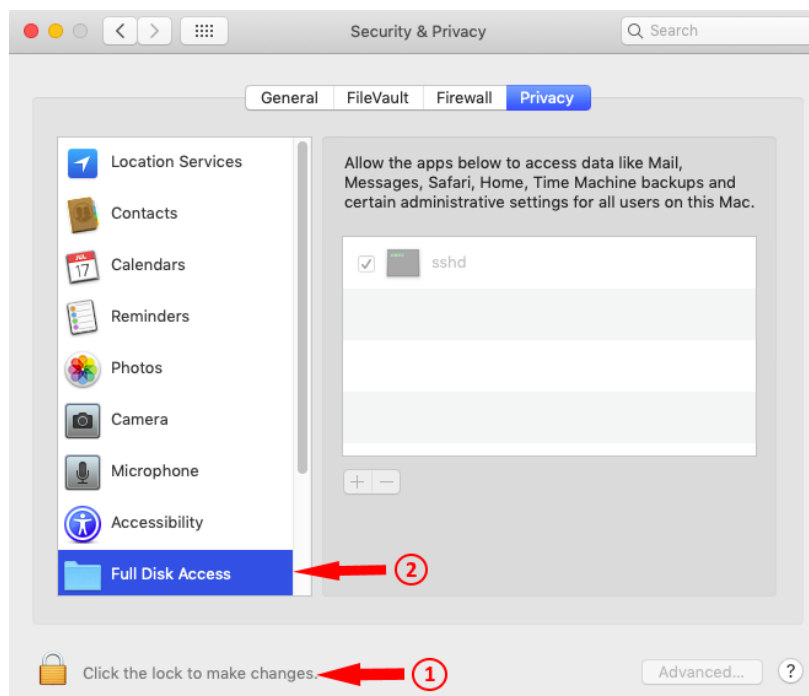 Security & Privacy
Search
General
FileVault
Firewall
Privacy
Location Services
Contacts
JUL
17
Calendars
Reminders
Photos
Camera
Microphone
Accessibility
Full Disk Access
Allow the apps below to access data like Mail,
Messages, Safari, Home, Time Machine backups and
certain administrative settings for all users on this Mac.
sshd
2
Click the lock to make changes.
1
Advanced...
?